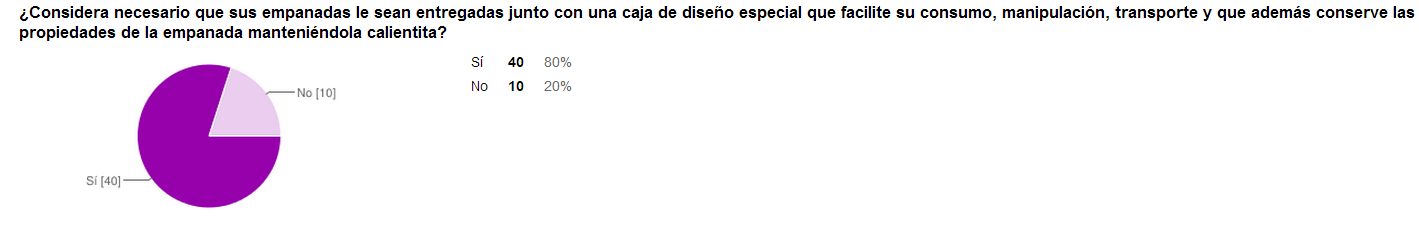 ¿Considera necesario que sus empanadas le sean entregadas junto con una caja de diseño especial que facilite su consumo, manipulación, transporte y que además conserve las
propiedades de la empanada manteniéndola calientita?
Sí 40 80%
No 10 20%
No [10]
Sí [40]